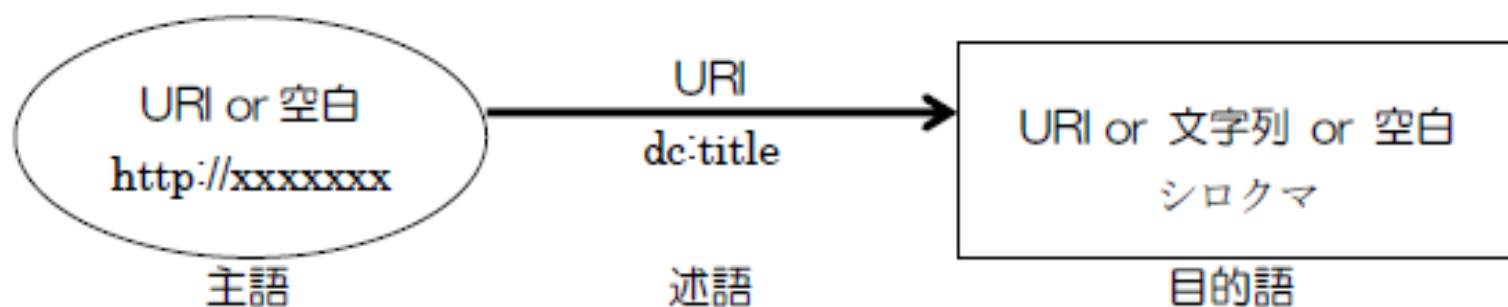 URI or 空白
http://xxxxxxx
主語
URI
dc:title
述語
URI or 文字列 or 空白
シロクマ
目的語